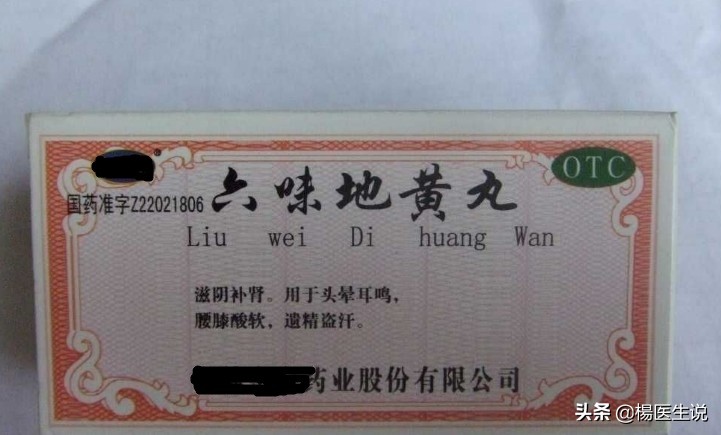 OTC
国药准字Z22021806
六味地黄丸
Liu wei Di huang Wan
滋阴补肾。用于头晕耳鸣，
腰膝酸软，遗精盗汗。
药业股份有限公司
头条 @楊医生说